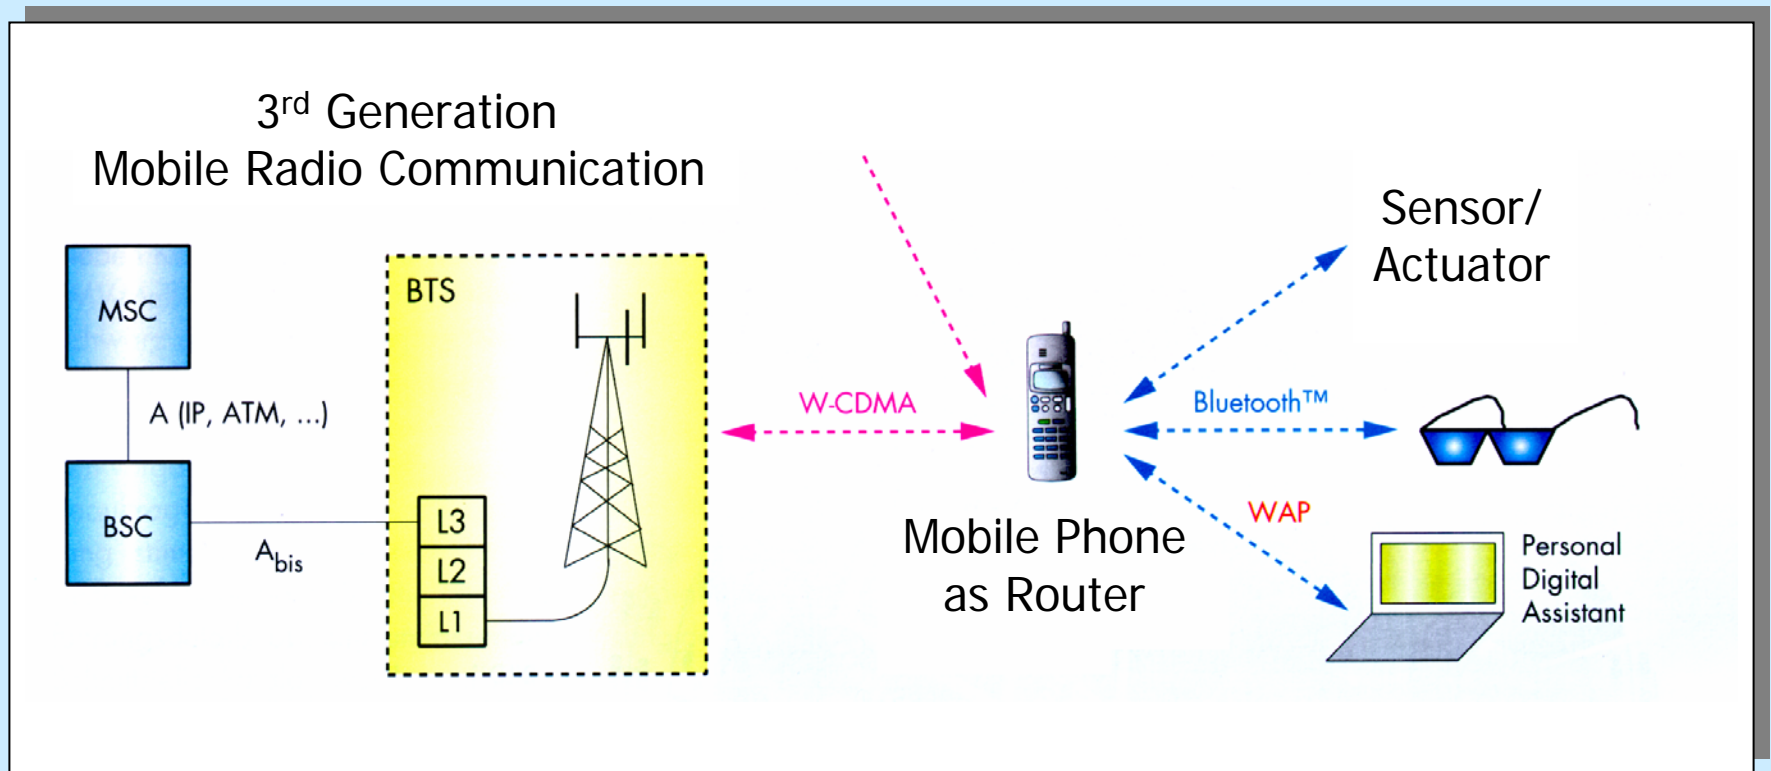 3rd Generation
Mobile Radio Communication
Sensor/
Actuator
MSC
BTS
A (IP, ATM, ...)
W-CDMA
Bluetooth™
BSC
Abis
L3
L2
L1
Mobile Phone
as Router
WAP
Personal
Digital
Assistant